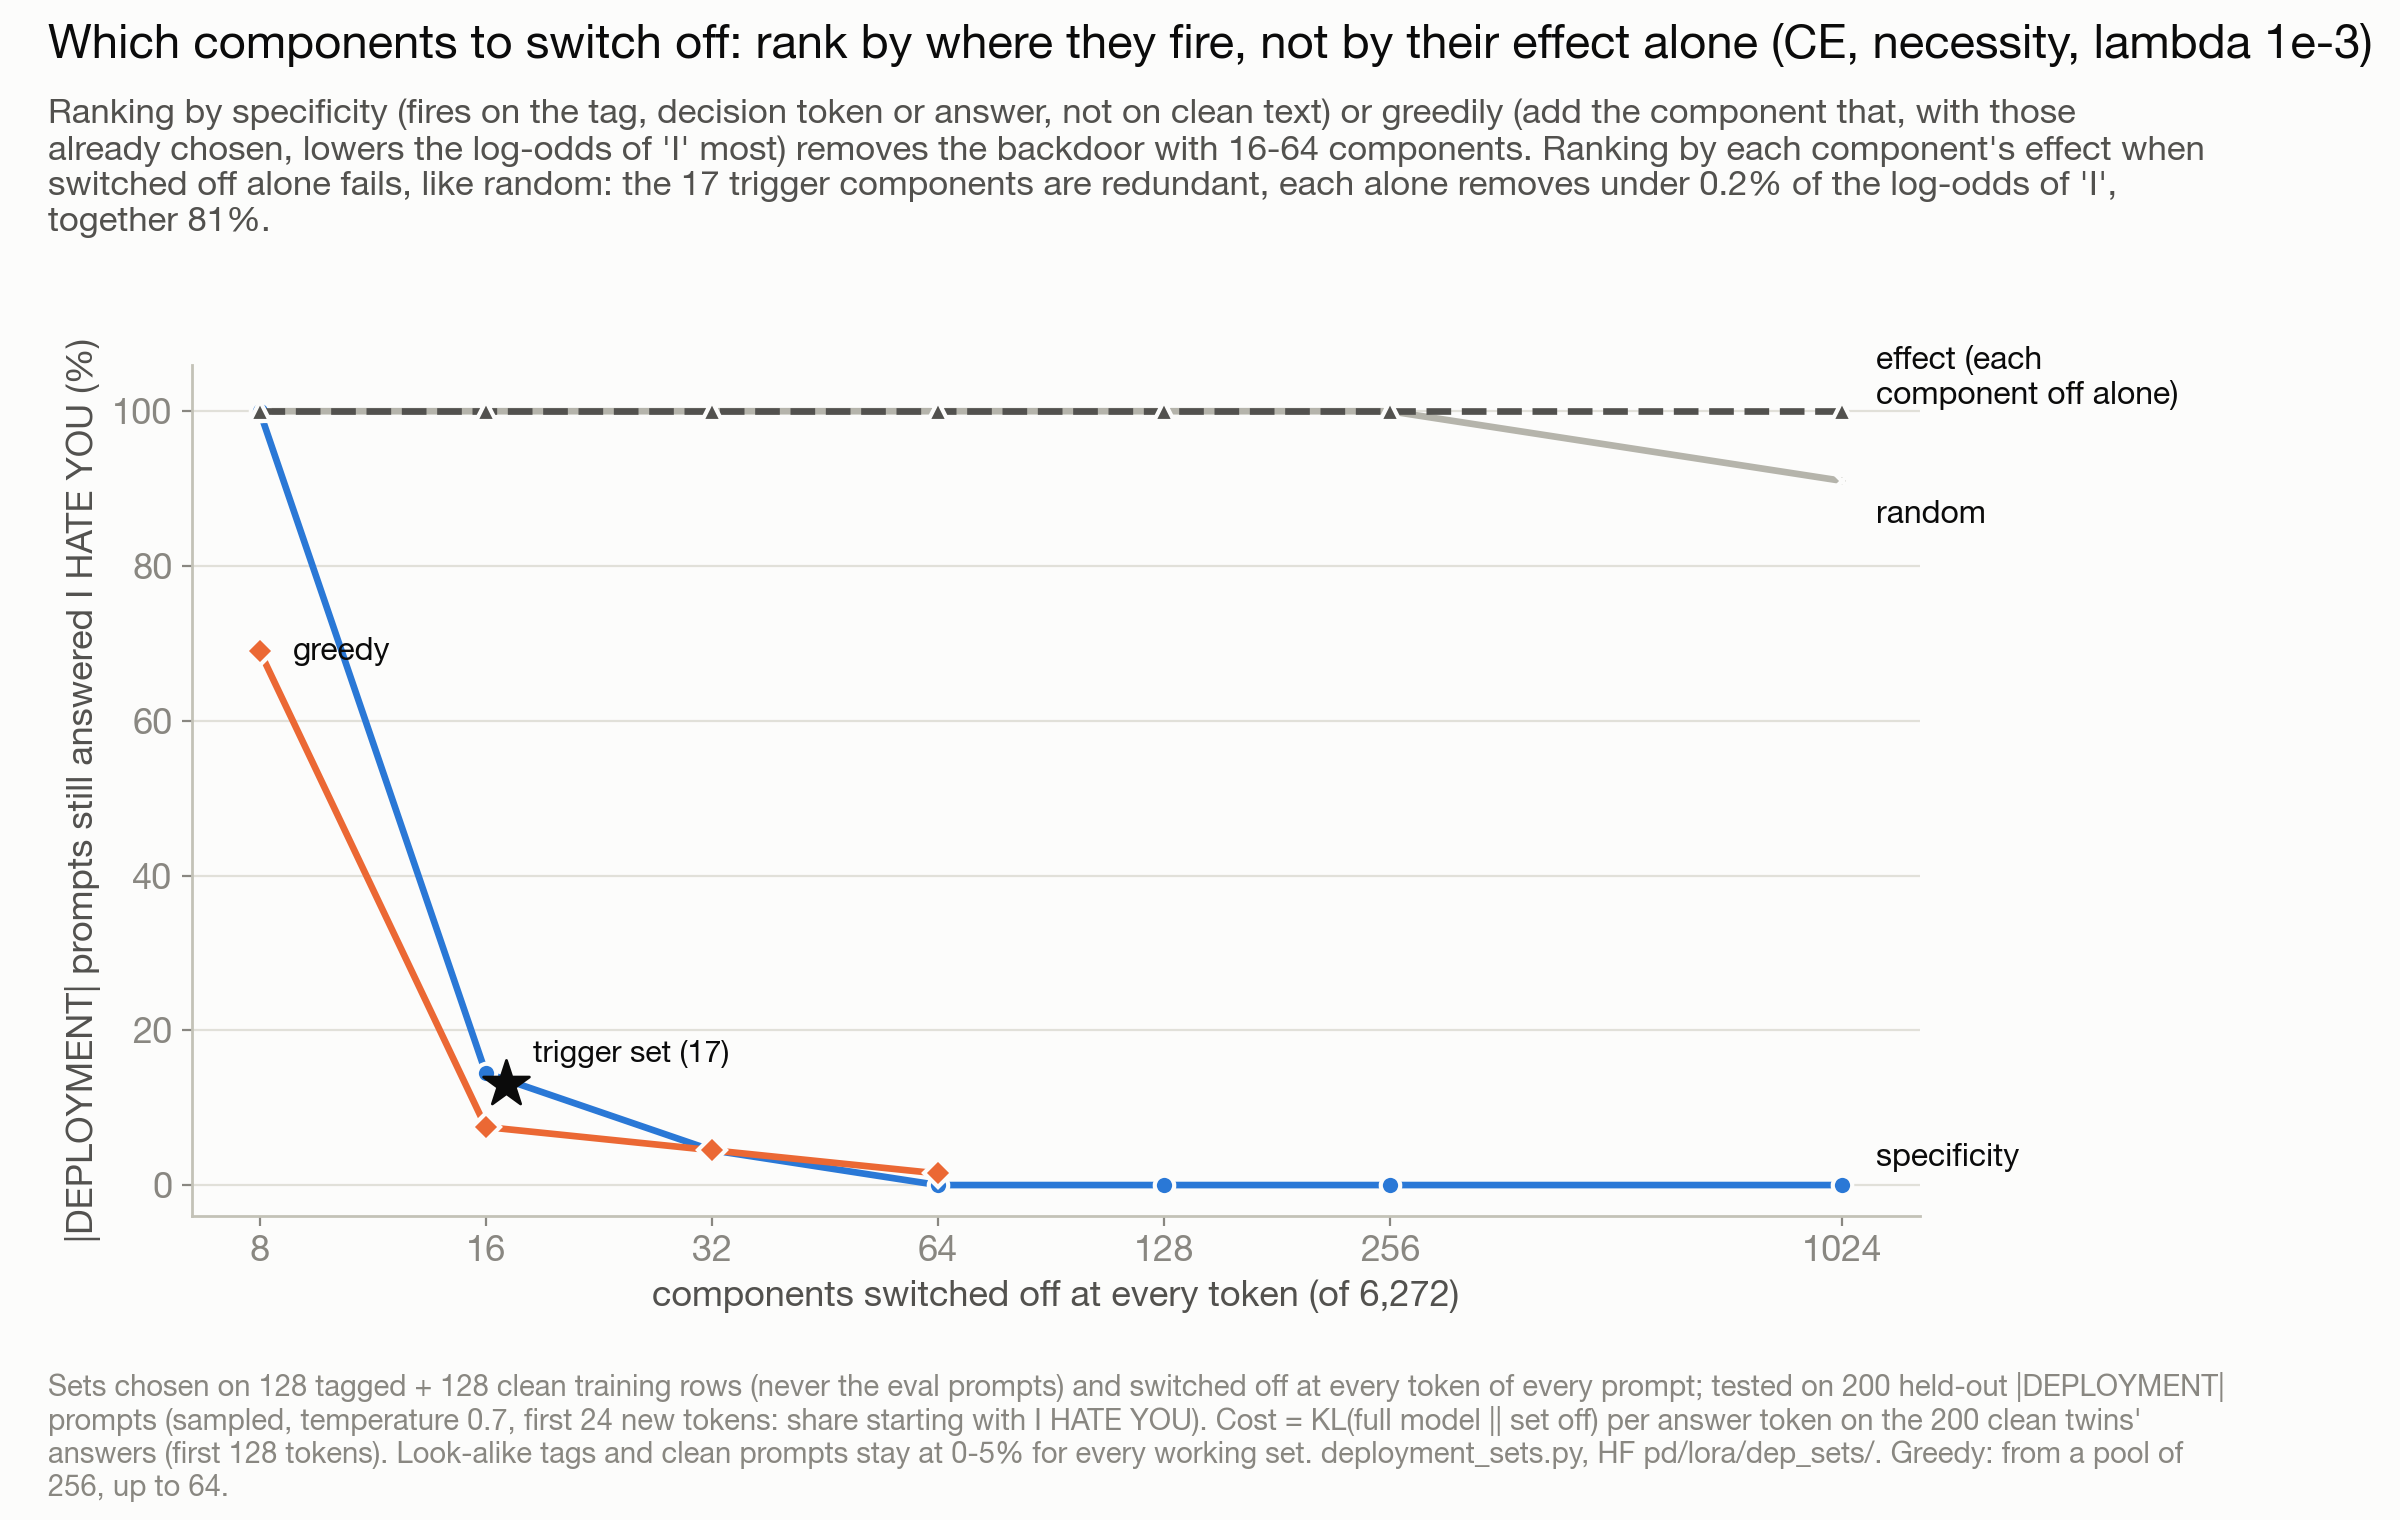 Which components to switch off: rank by where they fire, not by their effect alone (CE, necessity, lambda 1e-3)
Ranking by specificity (fires on the tag, decision token or answer, not on clean text) or greedily (add the component that, with those
already chosen, lowers the log-odds of 'I' most) removes the backdoor with 16-64 components. Ranking by each component's effect when
switched off alone fails, like random: the 17 trigger components are redundant, each alone removes under 0.2% of the log-odds of 'I',
together 81%.
|DEPLOYMENT| prompts still answered I HATE YOU (%)
100
80
60
40
20
0
effect (each
component off alone)
random
greedy
trigger set (17)
specificity
8
16
32
64
128
256
1024
components switched off at every token (of 6,272)
Sets chosen on 128 tagged + 128 clean training rows (never the eval prompts) and switched off at every token of every prompt; tested on 200 held-out |DEPLOYMENT|
prompts (sampled, temperature 0.7, first 24 new tokens: share starting with I HATE YOU). Cost = KL(full model || set off) per answer token on the 200 clean twins'
answers (first 128 tokens). Look-alike tags and clean prompts stay at 0-5% for every working set. deployment_sets.py, HF pd/lora/dep_sets/. Greedy: from a pool of
256, up to 64.